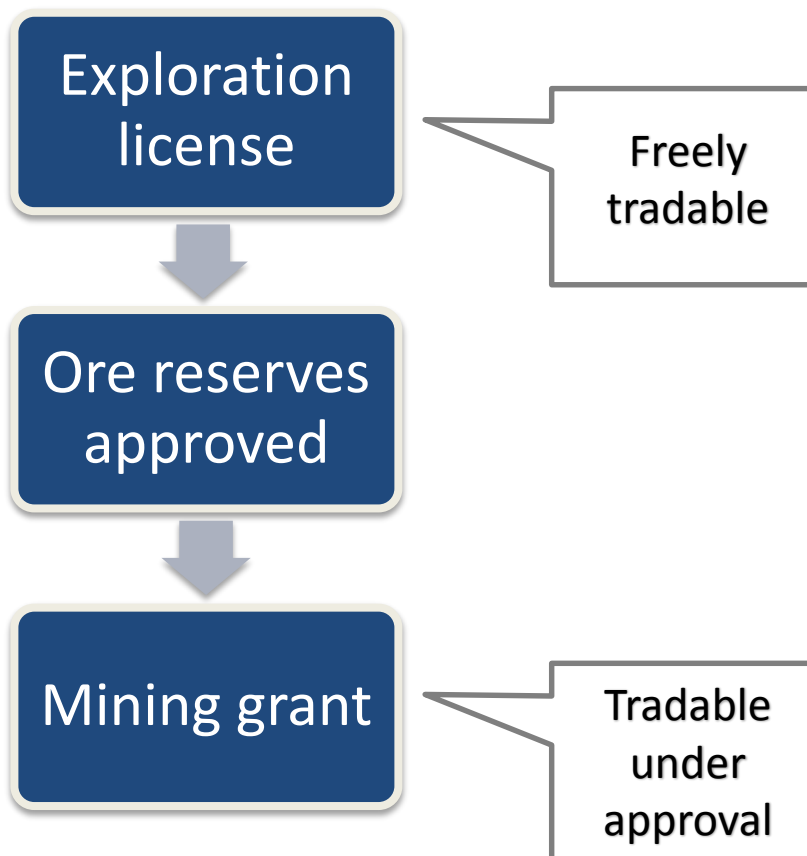 Exploration
license
Freely
tradable
Ore reserves
approved
Mining grant
Tradable
under
approval